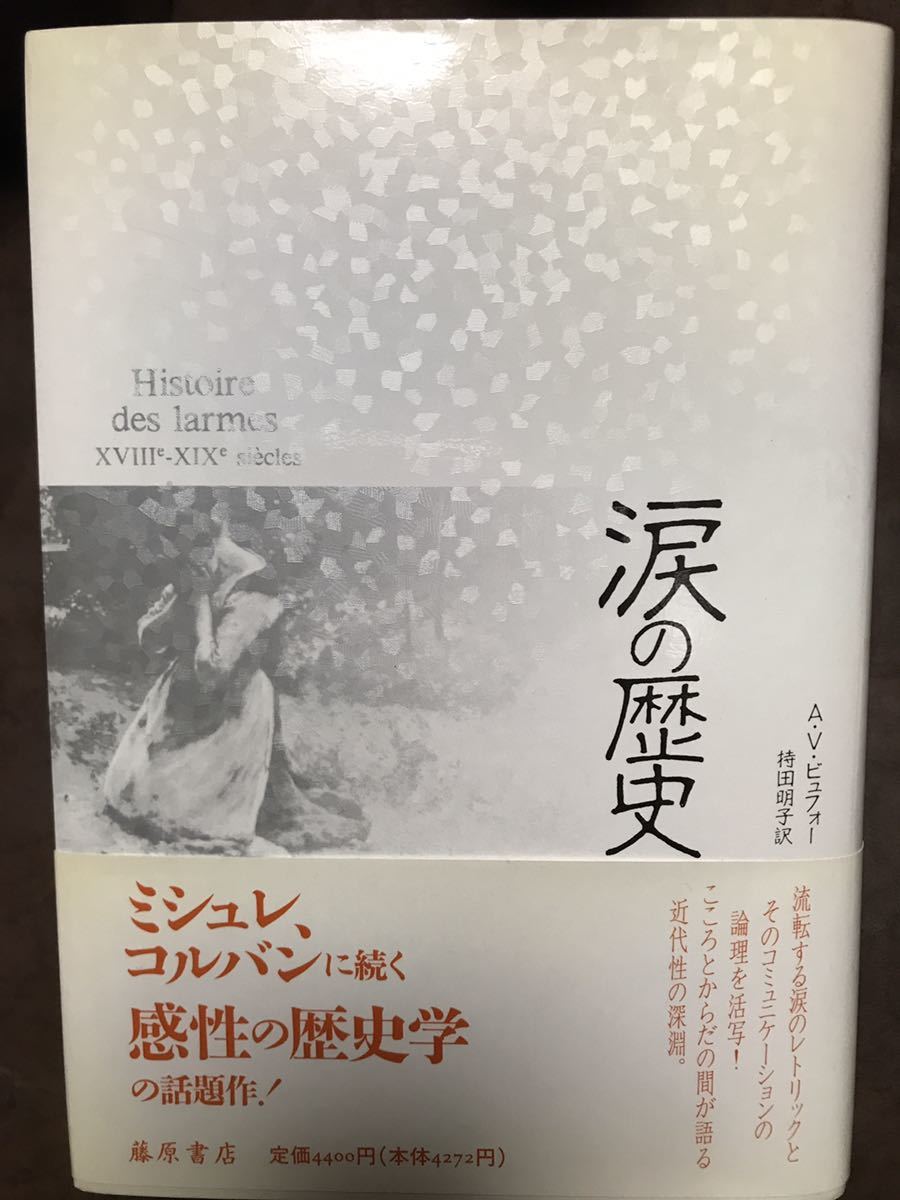 Histoire
des larmes
XVIIIe-XIXe siècles
涙の歴史
A・V・ビュフォー
持田明子訳
ミシュレ、
コルバンに続く
感性の歴史学
の話題作!
流転する涙のレトリックと
そのコミュニケーションの
論理を活写!
こころとからだの間が語る
近代性の深淵。
藤原書店 定価4400円(本体4272円)